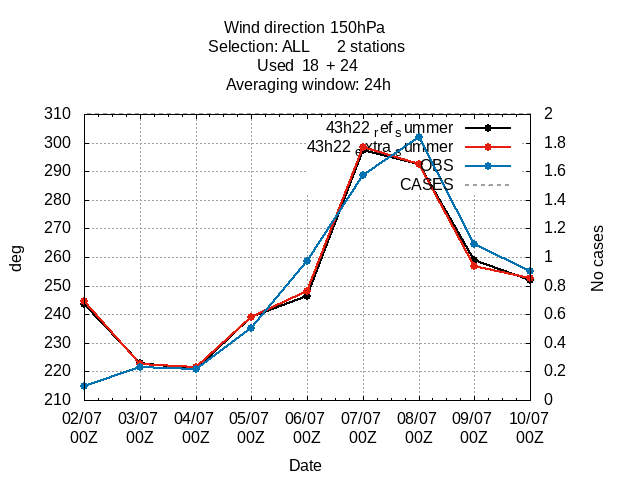 Wind direction 150hPa
Selection: ALL 2 stations
Used 18 + 24
Averaging window: 24h
310 2
300 1.8
290 1.6
280 1.4
270 1.2
260 1
250 0.8
240 0.6
230 0.4
220 0.2
210 0
43h22 refsummer
43h22 extrasummer
OBS
CASES
deg
No cases
02/07 03/07 04/07 05/07 06/07 07/07 08/07 09/07 10/07
00Z 00Z 00Z 00Z 00Z 00Z 00Z 00Z 00Z
Date